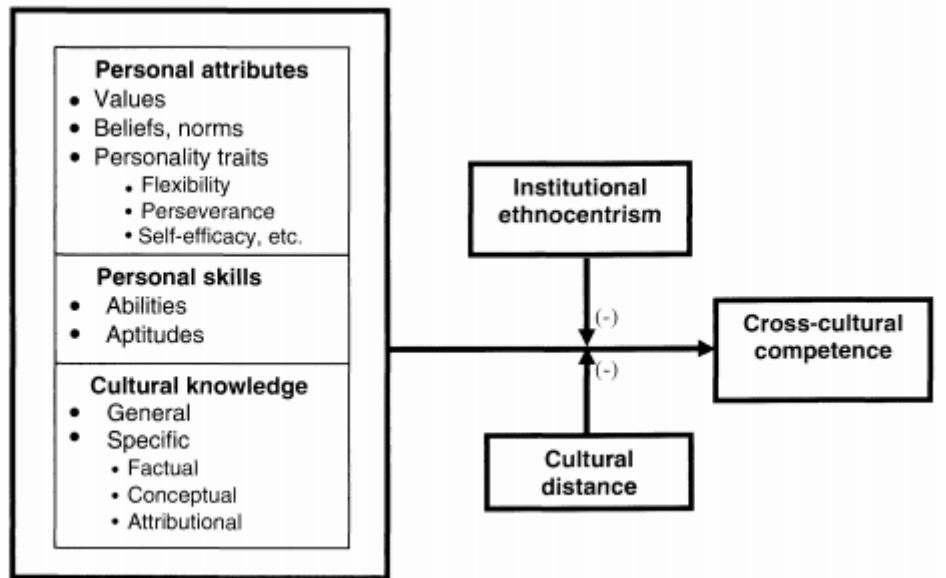 Personal attributes
• Values
• Beliefs, norms
• Personality traits
• Flexibility
• Perseverance
• Self-efficacy, etc.
Personal skills
• Abilities
• Aptitudes
Cultural knowledge
• General
• Specific
• Factual
• Conceptual
• Attributional
Institutional
ethnocentrism
(-)
(-)
Cultural
distance
Cross-cultural
competence